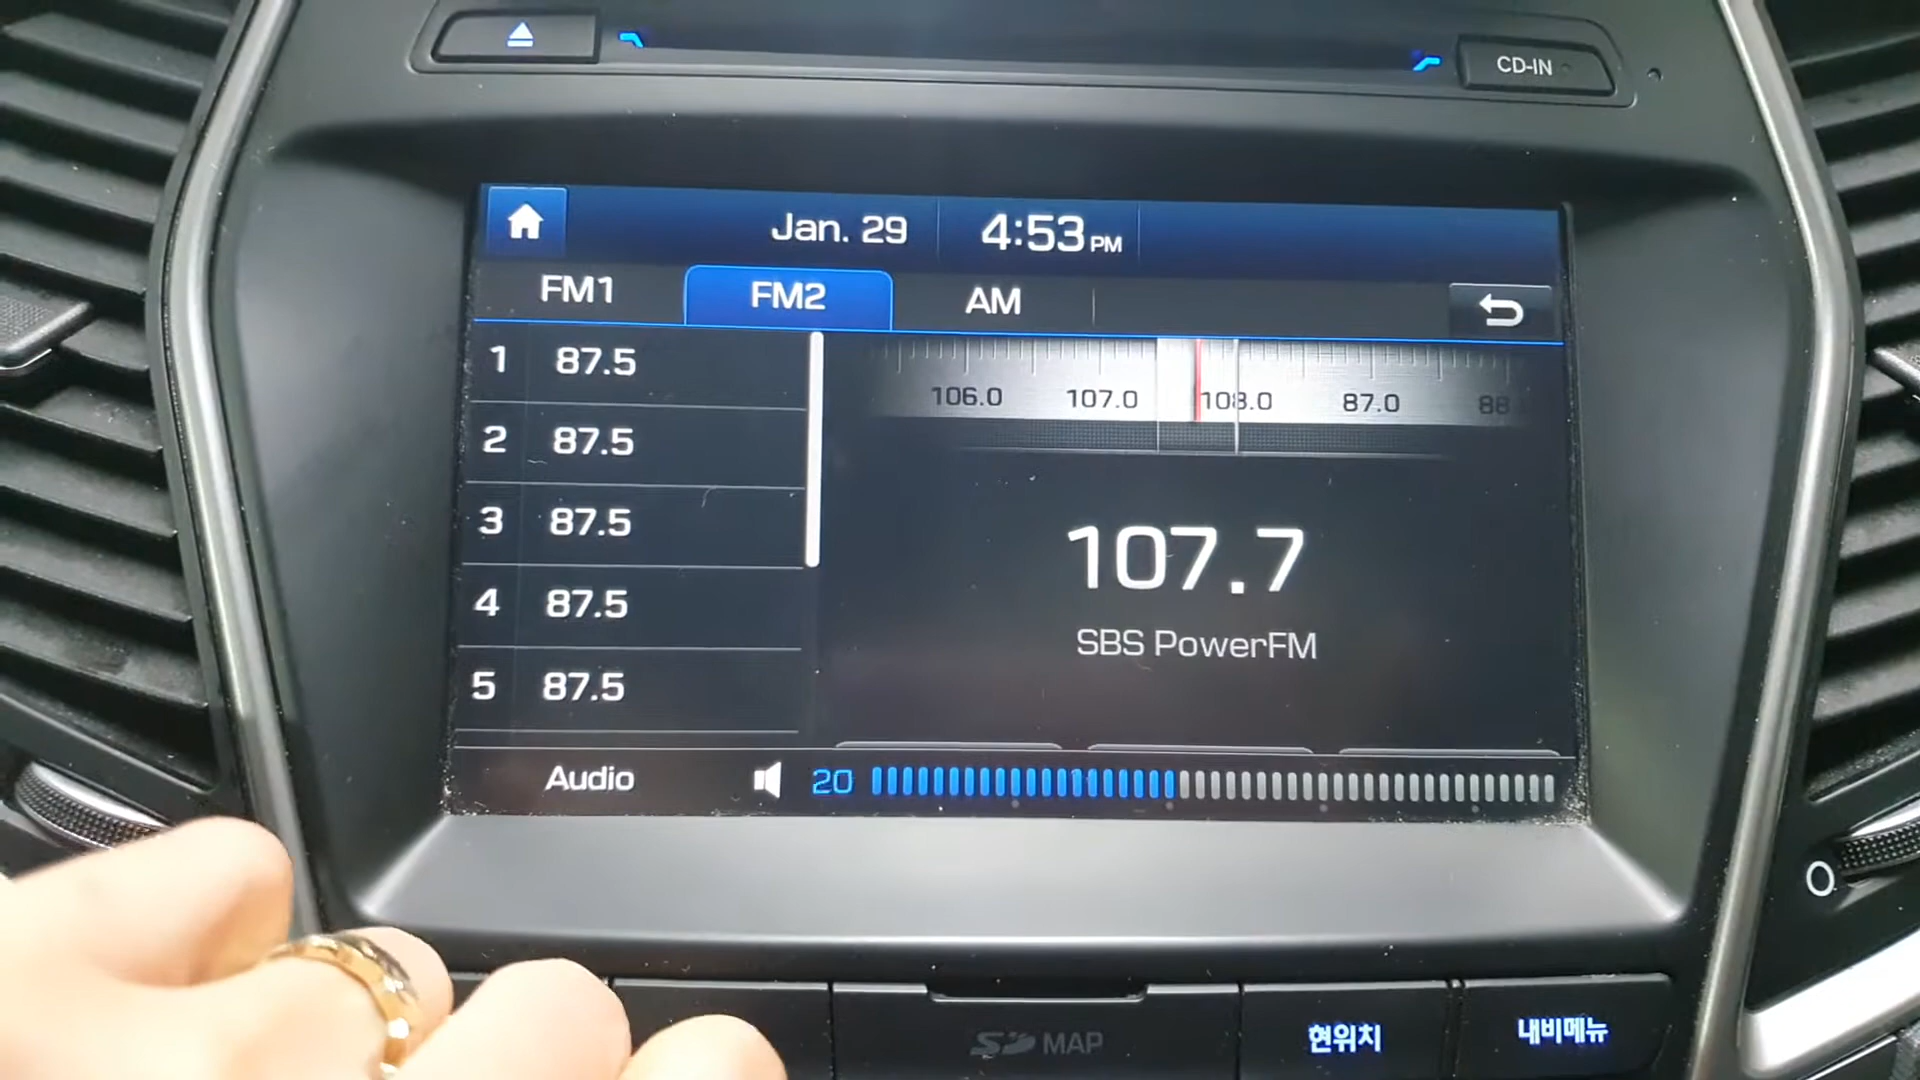 CD-IN
Jan. 29 4:53 PM
FM1 FM2 AM
1 87.5
2 87.5
3 87.5
4 87.5
5 87.5
106.0 107.0 108.0 87.0 88
107.7
SBS PowerFM
Audio 20
SD MAP 현위치 내비메뉴